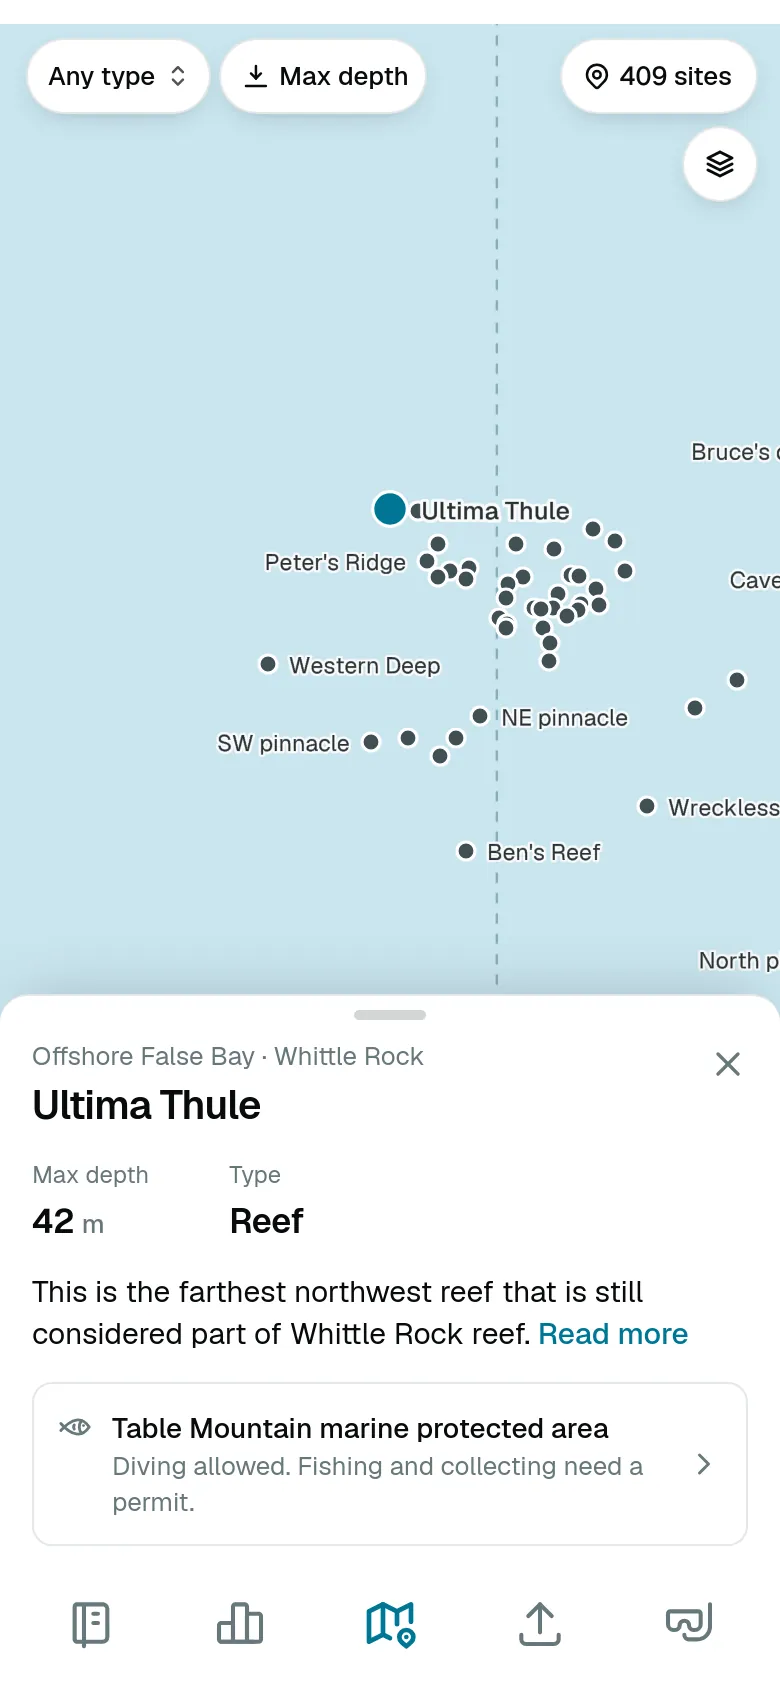 Any type
Max depth
409 sites
Bruce's
Ultima Thule
Peter's Ridge
Cave
Western Deep
NE pinnacle
SW pinnacle
Wreckless
Ben's Reef
North p
Offshore False Bay · Whittle Rock
Ultima Thule
Max depth
Type
42 m
Reef
This is the farthest northwest reef that is still
considered part of Whittle Rock reef. Read more
Table Mountain marine protected area
Diving allowed. Fishing and collecting need a
permit.